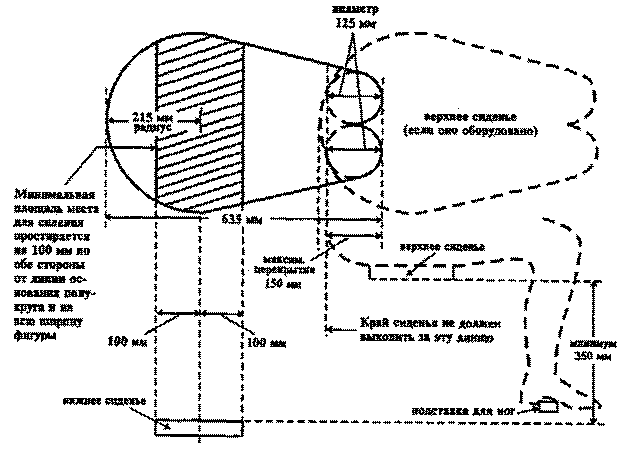 диаметр
125 мм
215 мм
радиус
верхнее сиденье
(если оно оборудовано)
Минимальная
площадь места
для сидения
простирается
на 100 мм по
обе стороны
от линии ос-
нования полу-
круга и на
всю ширину
фигуры
635 мм
максим.
перекрытие
150 мм
верхнее сиденье
100 мм
100 мм
Край сиденья не должен
выходить за эту линию
минимум
350 мм
нижнее сиденье
подставка для ног